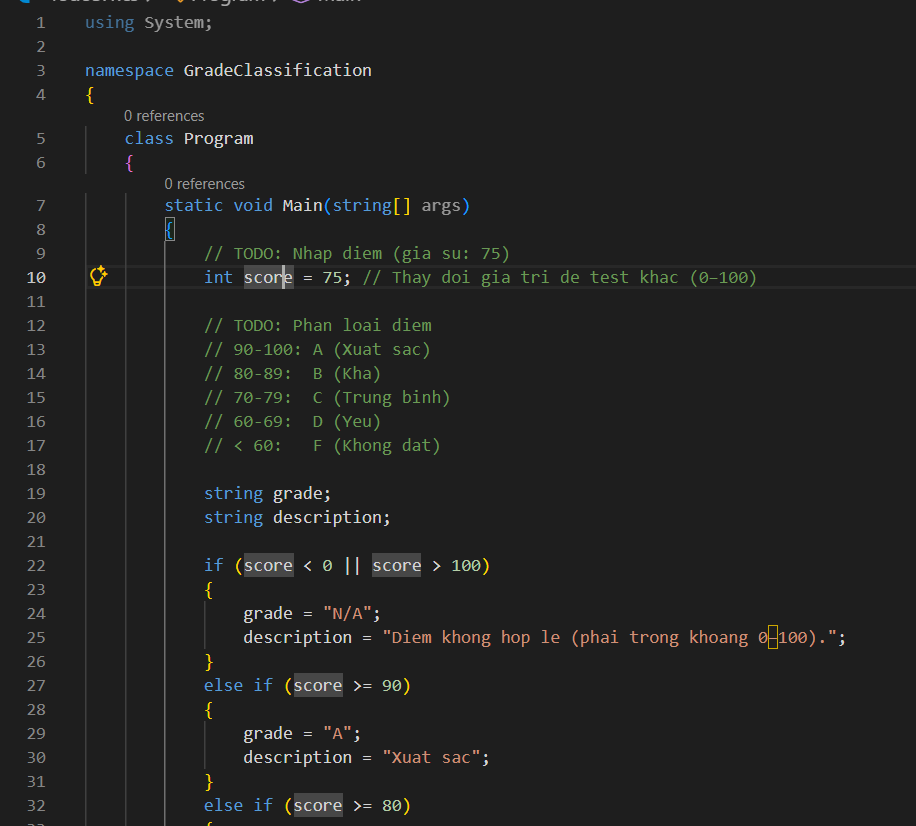 1 using System;
2
3 namespace GradeClassification
4 {
0 references
5 class Program
6 {
0 references
7 static void Main(string[] args)
8 {
9 // TODO: Nhap diem (gia su: 75)
10 int score = 75; // Thay doi gia tri de test khac (0–100)
11
12 // TODO: Phan loai diem
13 // 90-100: A (Xuat sac)
14 // 80-89:  B (Kha)
15 // 70-79:  C (Trung binh)
16 // 60-69:  D (Yeu)
17 // < 60:   F (Khong dat)
18
19 string grade;
20 string description;
21
22 if (score < 0 || score > 100)
23 {
24 grade = "N/A";
25 description = "Diem khong hop le (phai trong khoang 0–100).";
26 }
27 else if (score >= 90)
28 {
29 grade = "A";
30 description = "Xuat sac";
31 }
32 else if (score >= 80)